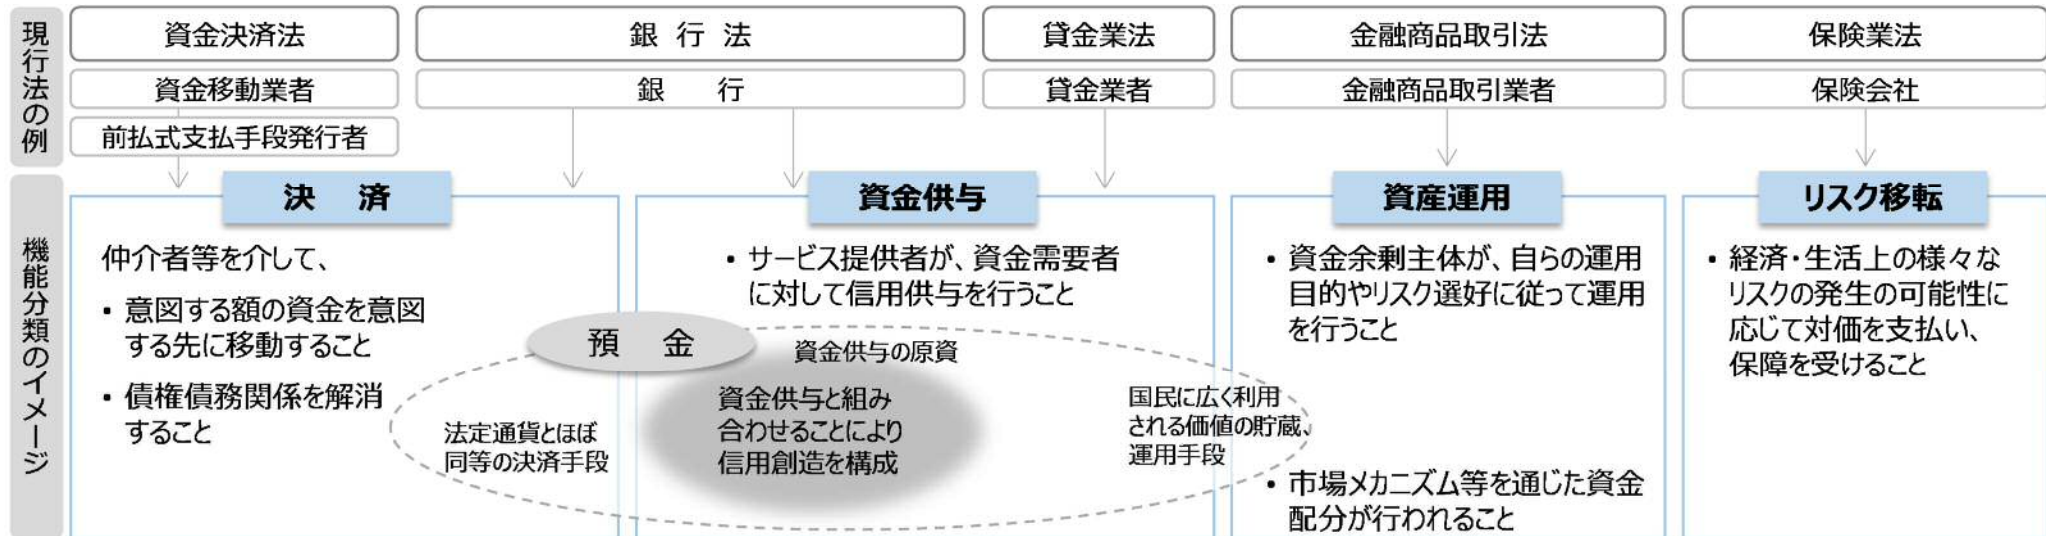 現行法の例
資金決済法
銀行法
貸金業法
金融商品取引法
保険業法
資金移動業者
銀行
貸金業者
金融商品取引業者
保険会社
前払式支払手段発行者
機能分類のイメージ
決済
仲介者等を介して、
・意図する額の資金を意図
する先に移動すること
・債権債務関係を解消
すること
資金供与
・サービス提供者が、資金需要者
に対して信用供与を行うこと
預金
資金供与の原資
資金供与と組み
合わせることにより
信用創造を構成
法定通貨とほぼ
同等の決済手段
国民に広く利用
される価値の貯蔵、
運用手段
資産運用
・資金余剰主体が、自らの運用
目的やリスク選好に従って運用
を行うこと
・市場メカニズム等を通じた資金
配分が行われること
リスク移転
・経済・生活上の様々な
リスクの発生の可能性に
応じて対価を支払い、
保障を受けること